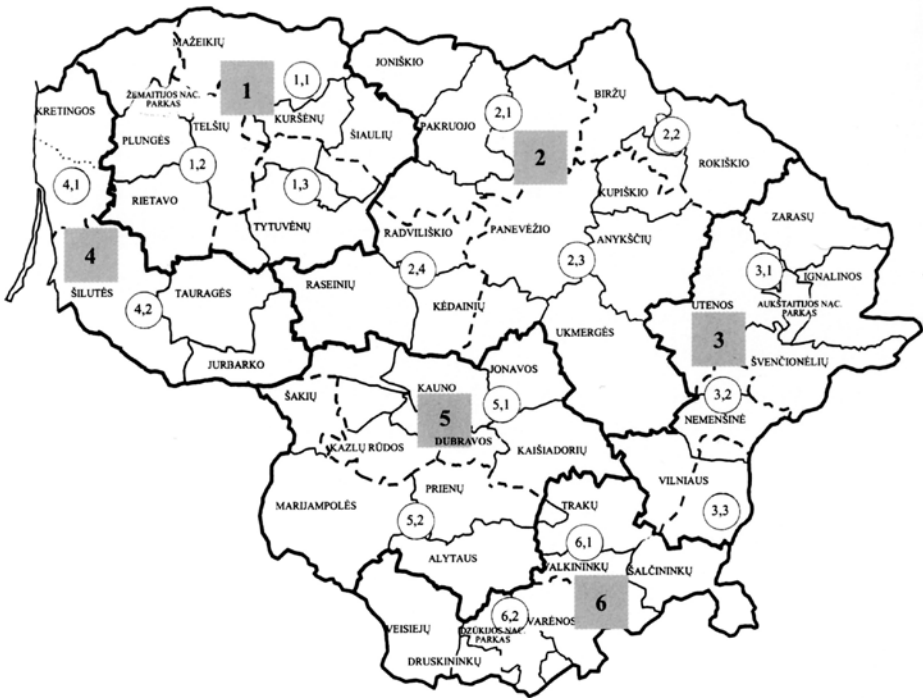 MAŽEIKIŲ
JONIŠKIO
1
1,1
ŽEMAITIJOS NAC.
PARKAS
KRETINGOS
BIRŽŲ
2,1
KURŠĖNŲ
TELŠIŲ
PAKRUOJO
ŠIAULIŲ
PLUNGĖS
2,2
2
ROKIŠKIO
1,2
4,1
1,3
KUPIŠKIO
RIETAVO
ZARASŲ
TYTUVĖNŲ
RADVILIŠKIO
PANEVĖŽIO
ANYKŠČIŲ
4
2,4
2,3
3,1
IGNALINOS
ŠILUTĖS
TAURAGĖS
RASEINIŲ
AUKŠTAITIJOS NAC.
PARKAS
UTENOS
4,2
KĖDAINIŲ
UKMERGĖS
3
ŠVENČIONĖLIŲ
JURBARKO
JONAVOS
KAUNO
ŠAKIŲ
3,2
5,1
5
NEMENŠINĖ
DUBRAVOS
KAZLŲ RŪDOS
KAIŠIADORIŲ
VILNIAUS
PRIENŲ
MARIJAMPOLĖS
TRAKŲ
3,3
5,2
6,1
ALYTAUS
VALKININKŲ
ŠALČININKŲ
6
6,2
VARĖNOS
VEISIEJŲ
DZŪKIJOS NAC.
PARKAS
DRUSKININKŲ